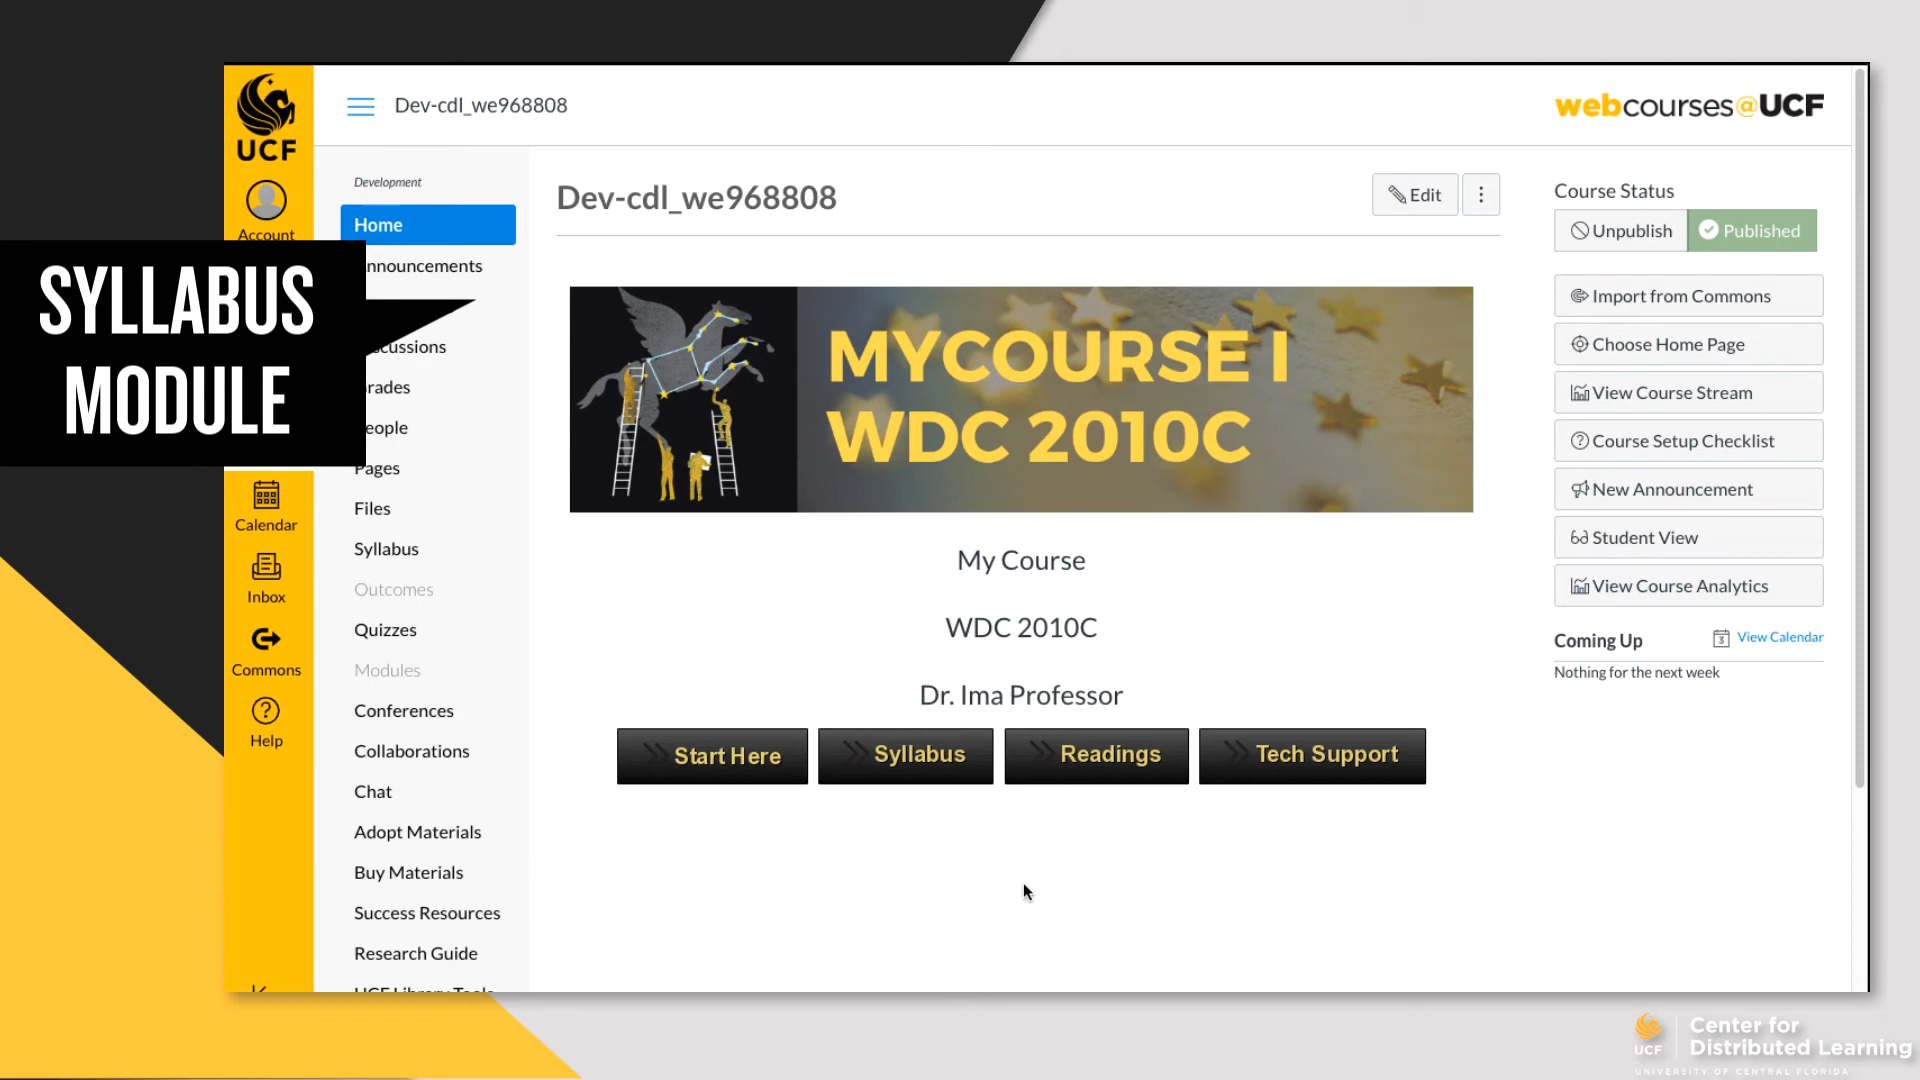 SYLLABUS
MODULE
UCF
Account
Calendar
Inbox
Commons
Help
Dev-cdl_we968808
webcourses@UCF
Development
Home
nnouncements
cussions
rades
eople
Pages
Files
Syllabus
Outcomes
Quizzes
Modules
Conferences
Collaborations
Chat
Adopt Materials
Buy Materials
Success Resources
Research Guide
UCF Library Tools
Dev-cdl_we968808
Edit
MYCOURSE I
WDC 2010C
My Course
WDC 2010C
Dr. Ima Professor
Start Here
Syllabus
Readings
Tech Support
Course Status
Unpublish
Published
Import from Commons
Choose Home Page
View Course Stream
Course Setup Checklist
New Announcement
Student View
View Course Analytics
Coming Up
3
View Calendar
Nothing for the next week
UCF
Center for
Distributed Learning
UNIVERSITY OF CENTRAL FLORIDA